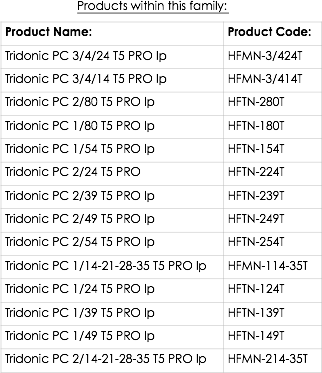 Products within this family:
Product Name: Product Code:
Tridonic PC 3/4/24 T5 PRO lp HFMN-3/424T
Tridonic PC 3/4/14 T5 PRO lp HFMN-3/414T
Tridonic PC 2/80 T5 PRO lp HFTN-280T
Tridonic PC 1/80 T5 PRO lp HFTN-180T
Tridonic PC 1/54 T5 PRO lp HFTN-154T
Tridonic PC 2/24 T5 PRO HFTN-224T
Tridonic PC 2/39 T5 PRO lp HFTN-239T
Tridonic PC 2/49 T5 PRO lp HFTN-249T
Tridonic PC 2/54 T5 PRO lp HFTN-254T
Tridonic PC 1/14-21-28-35 T5 PRO lp HFMN-114-35T
Tridonic PC 1/24 T5 PRO lp HFTN-124T
Tridonic PC 1/39 T5 PRO lp HFTN-139T
Tridonic PC 1/49 T5 PRO lp HFTN-149T
Tridonic PC 2/14-21-28-35 T5 PRO lp HFMN-214-35T